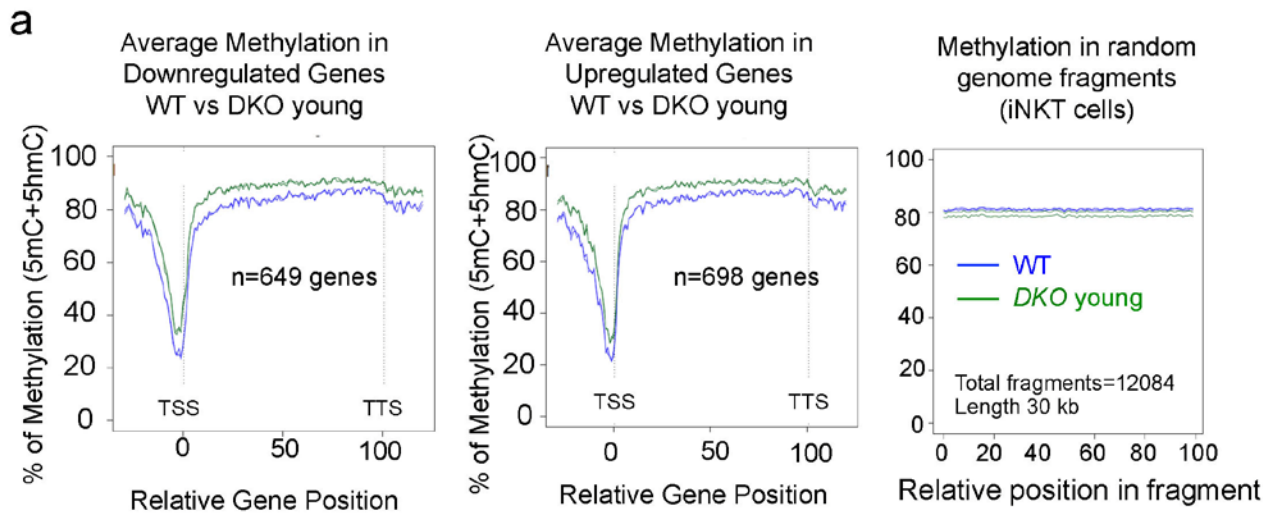 a
Average Methylation in
Downregulated Genes
WT vs DKO young
% of Methylation (5mC+5hmC)
100
80
60
40
20
0
n=649 genes
TSS
TTS
0
50
100
Relative Gene Position
Average Methylation in
Upregulated Genes
WT vs DKO young
% of Methylation (5mC+5hmC)
100
80
60
40
20
0
n=698 genes
TSS
TTS
0
50
100
Relative Gene Position
Methylation in random
genome fragments
(iNKT cells)
100
80
60
40
20
0
WT
DKO young
Total fragments=12084
Length 30 kb
0
20
40
60
80
100
Relative position in fragment